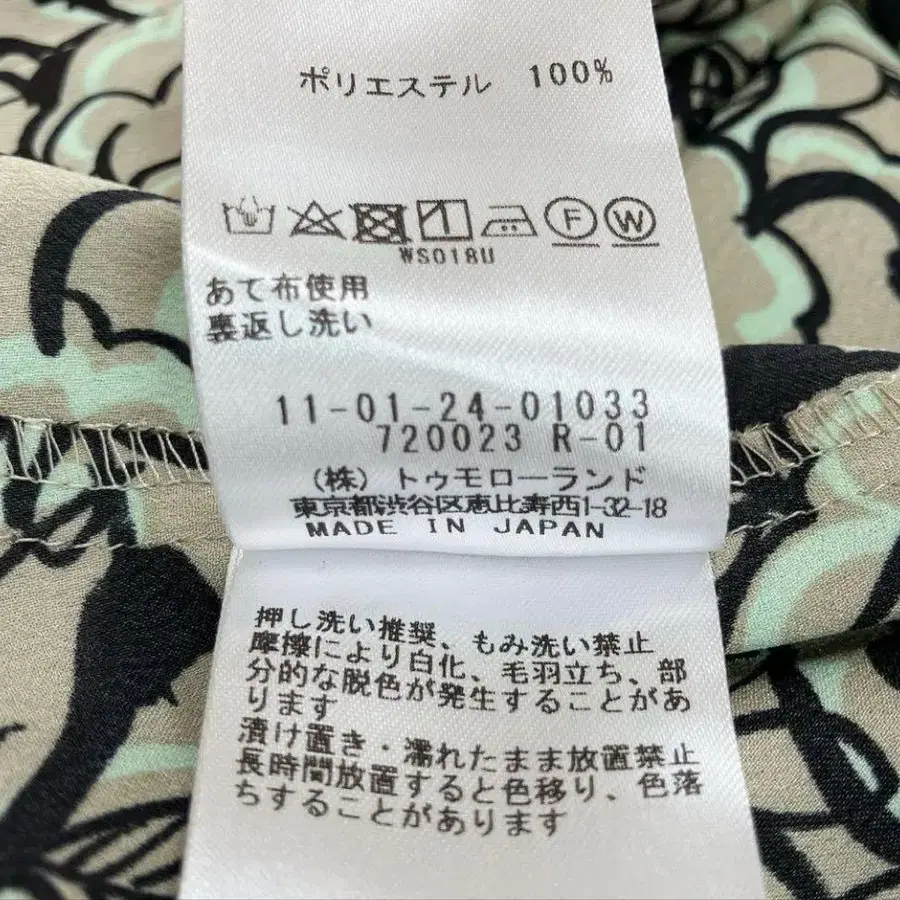 ポリエステル 100%
F W
WS018U
あて布使用
裏返し洗い
11-01-24-01033
720023 R-01
(株)トゥモローランド
東京都渋谷区恵比寿西1-32-18
MADE IN JAPAN
押し洗い推奨、もみ洗い禁止
摩擦により白化、毛羽立ち、部
分的な脱色が発生することがあ
ります
漬け置き・濡れたまま放置禁止
長時間放置すると色移り、色落
ちすることがあります